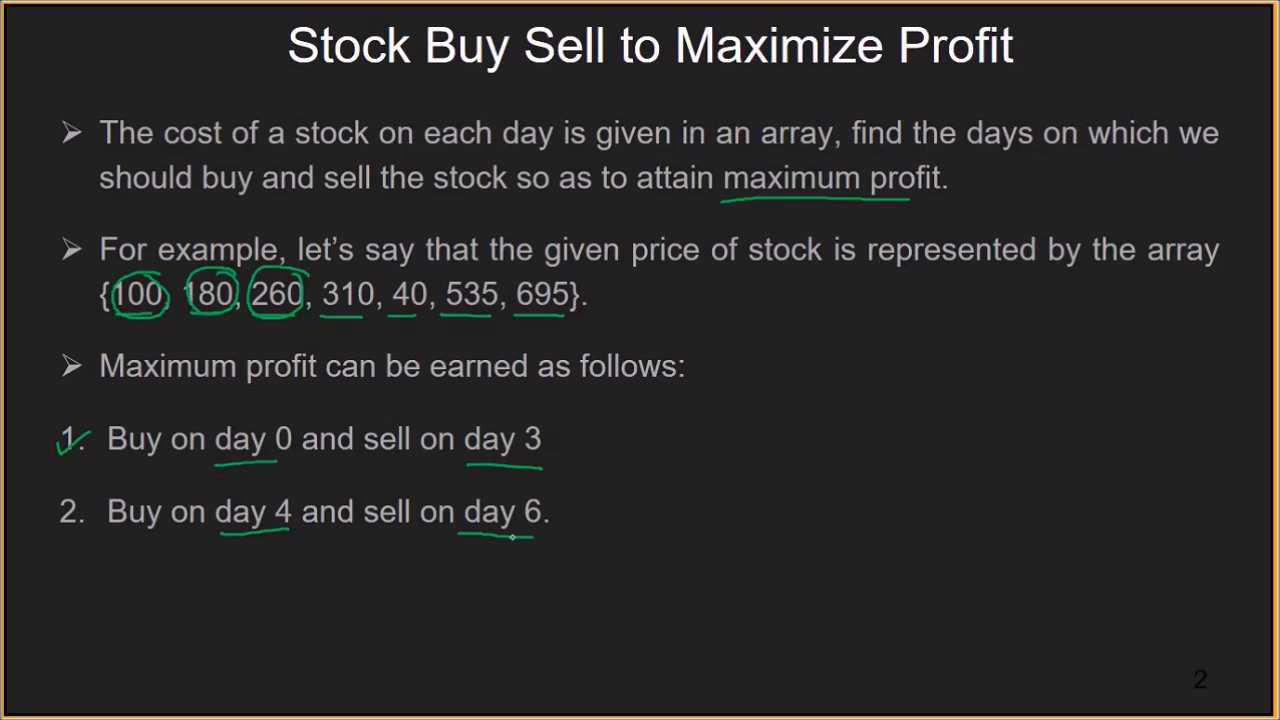 Stock Buy Sell to Maximize Profit
➢ The cost of a stock on each day is given in an array, find the days on which we
should buy and sell the stock so as to attain maximum profit.
➢ For example, let's say that the given price of stock is represented by the array
{100, 180, 260, 310, 40, 535, 695}.
➢ Maximum profit can be earned as follows:
1. Buy on day 0 and sell on day 3
2. Buy on day 4 and sell on day 6.
2